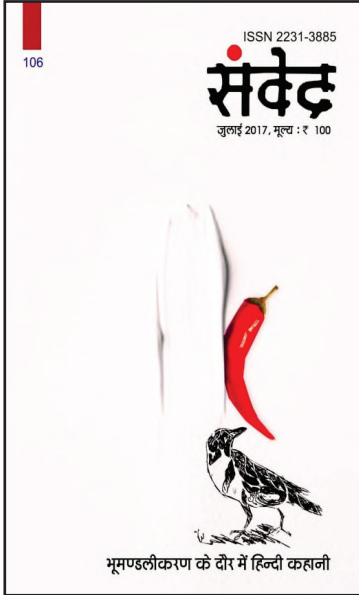 106
ISSN 2231-3885
संवेद
जुलाई 2017, मूल्य : ₹ 100
भूमण्डलीकरण के दौर में हिन्दी कहानी